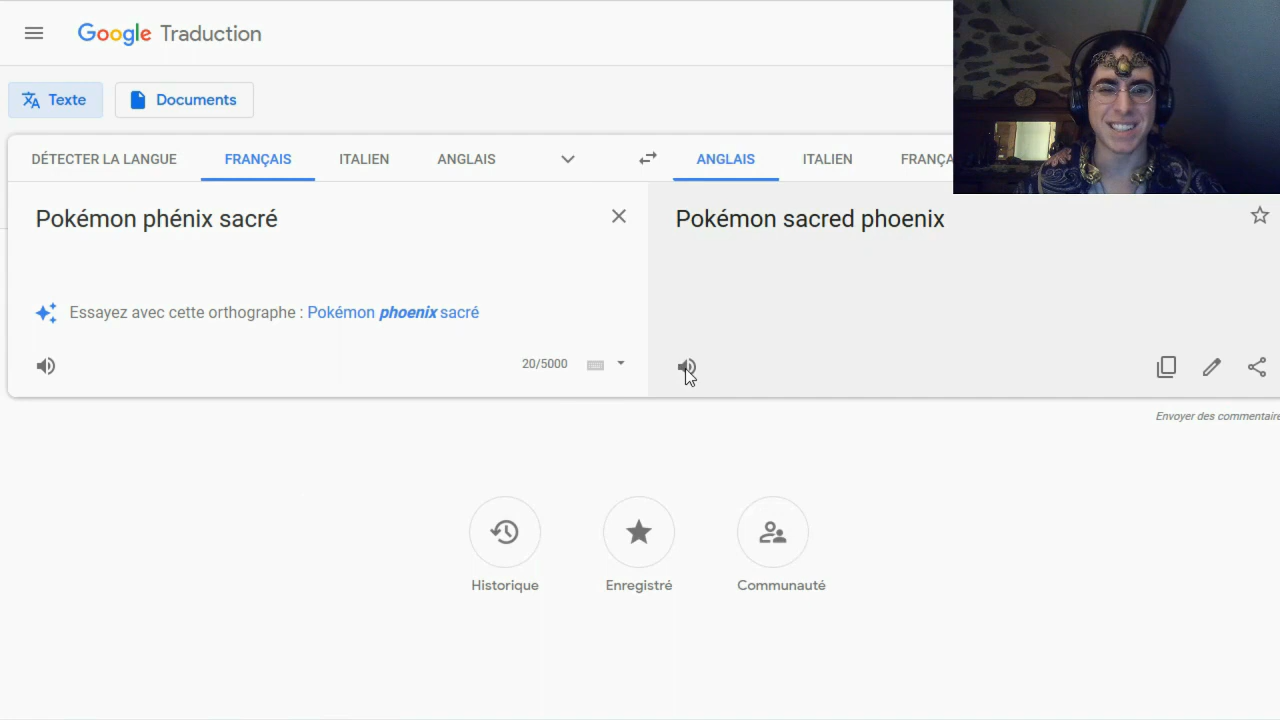 Google Traduction
Texte
Documents
DÉTECTER LA LANGUE FRANÇAIS ITALIEN ANGLAIS
ANGLAIS ITALIEN
Pokémon phénix sacré
Essayez avec cette orthographe : Pokémon phoenix sacré
20/5000
Pokémon sacred phoenix
Envoyer des
Historique
Enregistré
Communauté